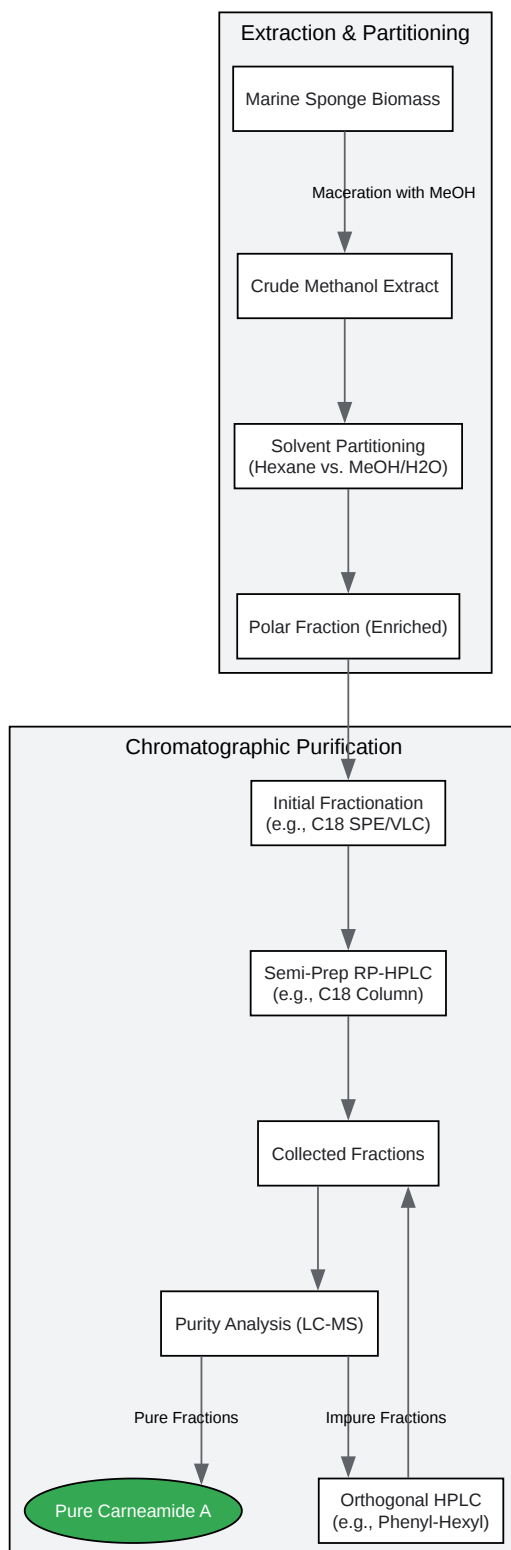 Extraction & Partitioning
Marine Sponge Biomass
Maceration with MeOH
Crude Methanol Extract
Solvent Partitioning
(Hexane vs. MeOH/H2O)
Polar Fraction (Enriched)
Chromatographic Purification
Initial Fractionation
(e.g., C18 SPE/VLC)
Semi-Prep RP-HPLC
(e.g., C18 Column)
Collected Fractions
Purity Analysis (LC-MS)
Pure Fractions
Impure Fractions
Pure Carneamide A
Orthogonal HPLC
(e.g., Phenyl-Hexyl)